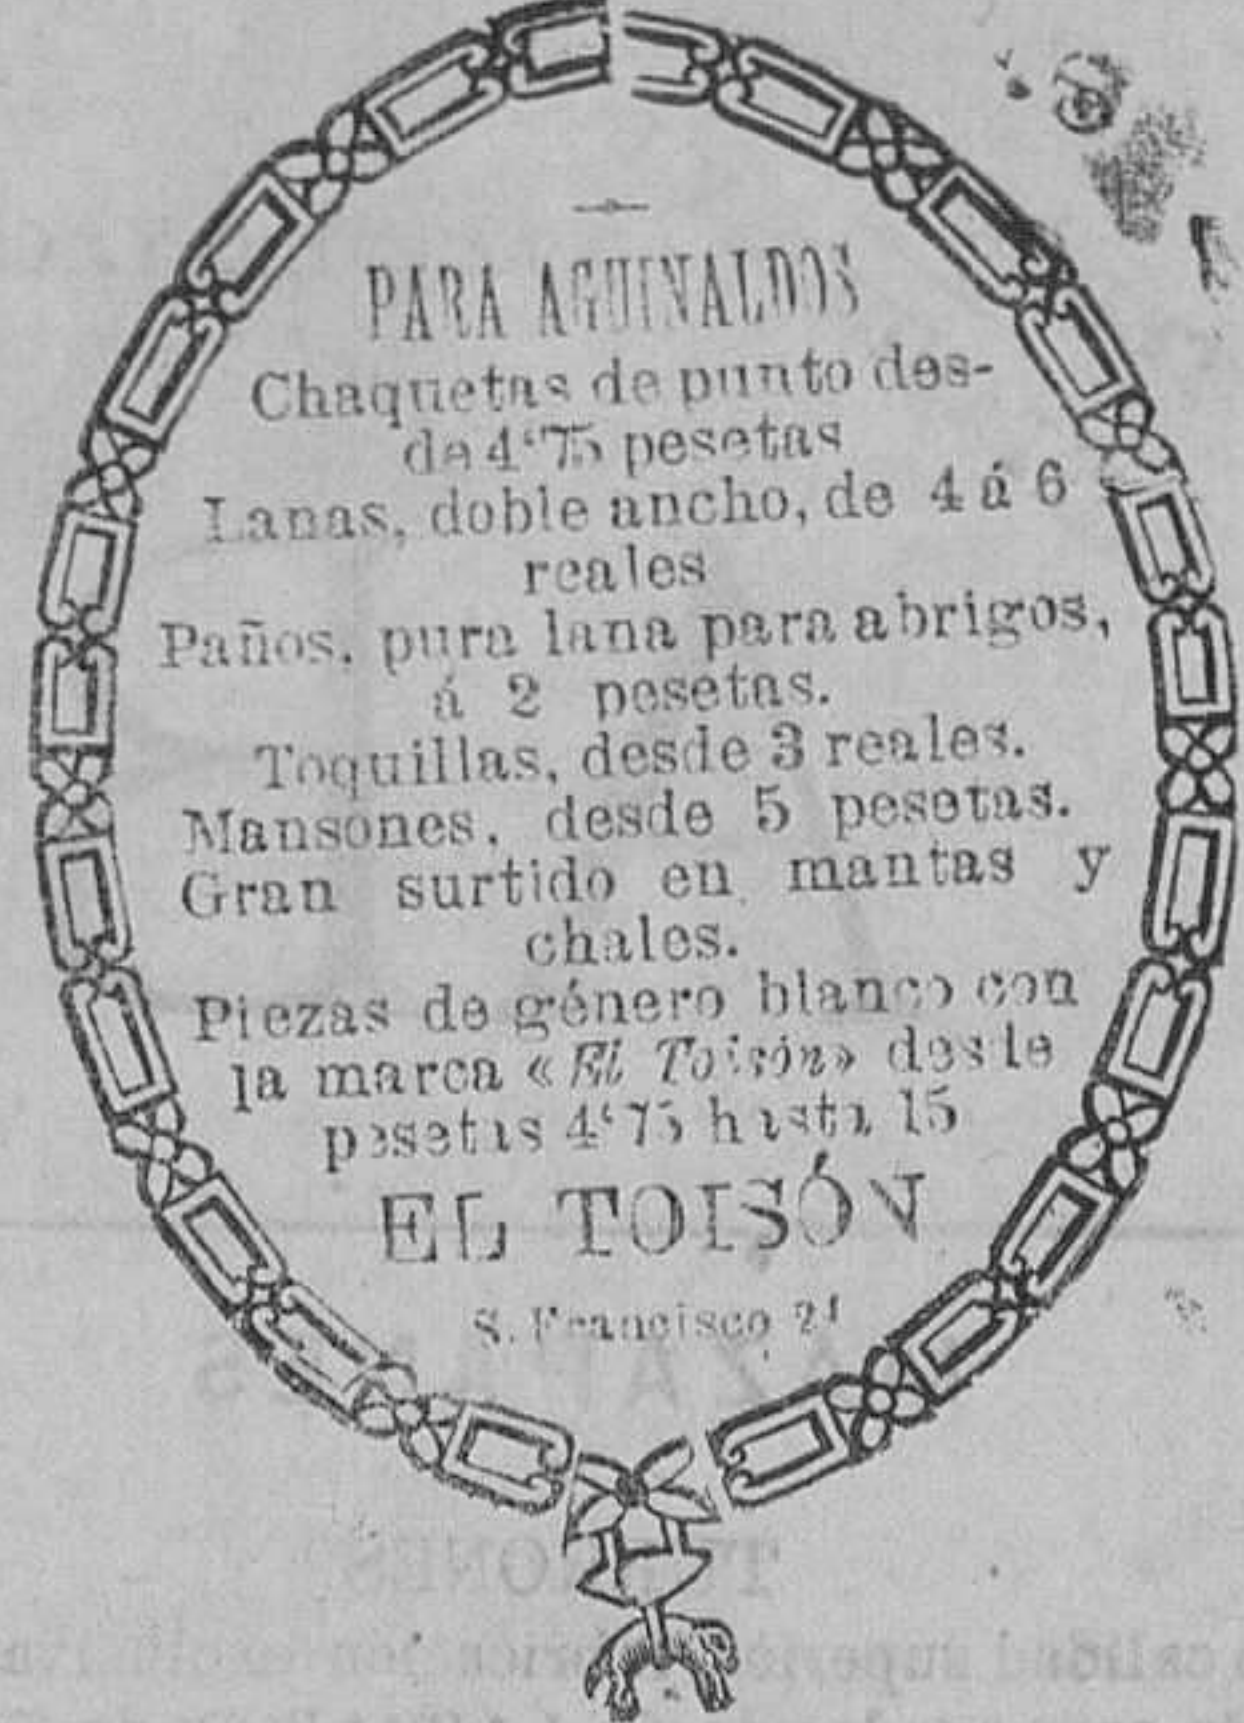 PARA AGUINALDOS
Chaquetas de punto des-
de 4‘75 pesetas
Lanas, doble ancho, de 4 á 6
reales
Paños, pura lana para abrigos,
á 2 pesetas.
Toquillas, desde 3 reales.
Mansones, desde 5 pesetas.
Gran surtido en mantas y
chales.
Piezas de género blanco con
la marca «El Toisón» desde
pesetas 4‘75 hasta 15
EL TOISÓN
S. Francisco